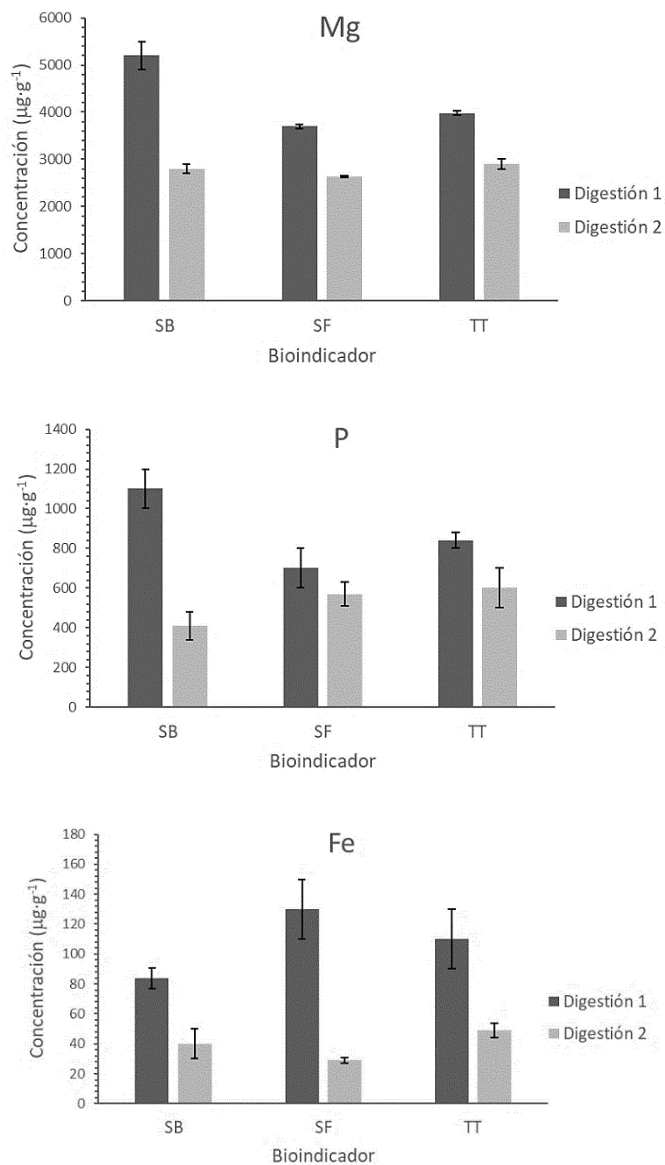 Mg
Concentración (µg·g⁻¹)
6000
5000
4000
3000
2000
1000
0
SB SF TT
Bioindicador
Digestión 1
Digestión 2
P
Concentración (µg·g⁻¹)
1400
1200
1000
800
600
400
200
0
SB SF TT
Bioindicador
Digestión 1
Digestión 2
Fe
Concentración (µg·g⁻¹)
180
160
140
120
100
80
60
40
20
0
SB SF TT
Bioindicador
Digestión 1
Digestión 2